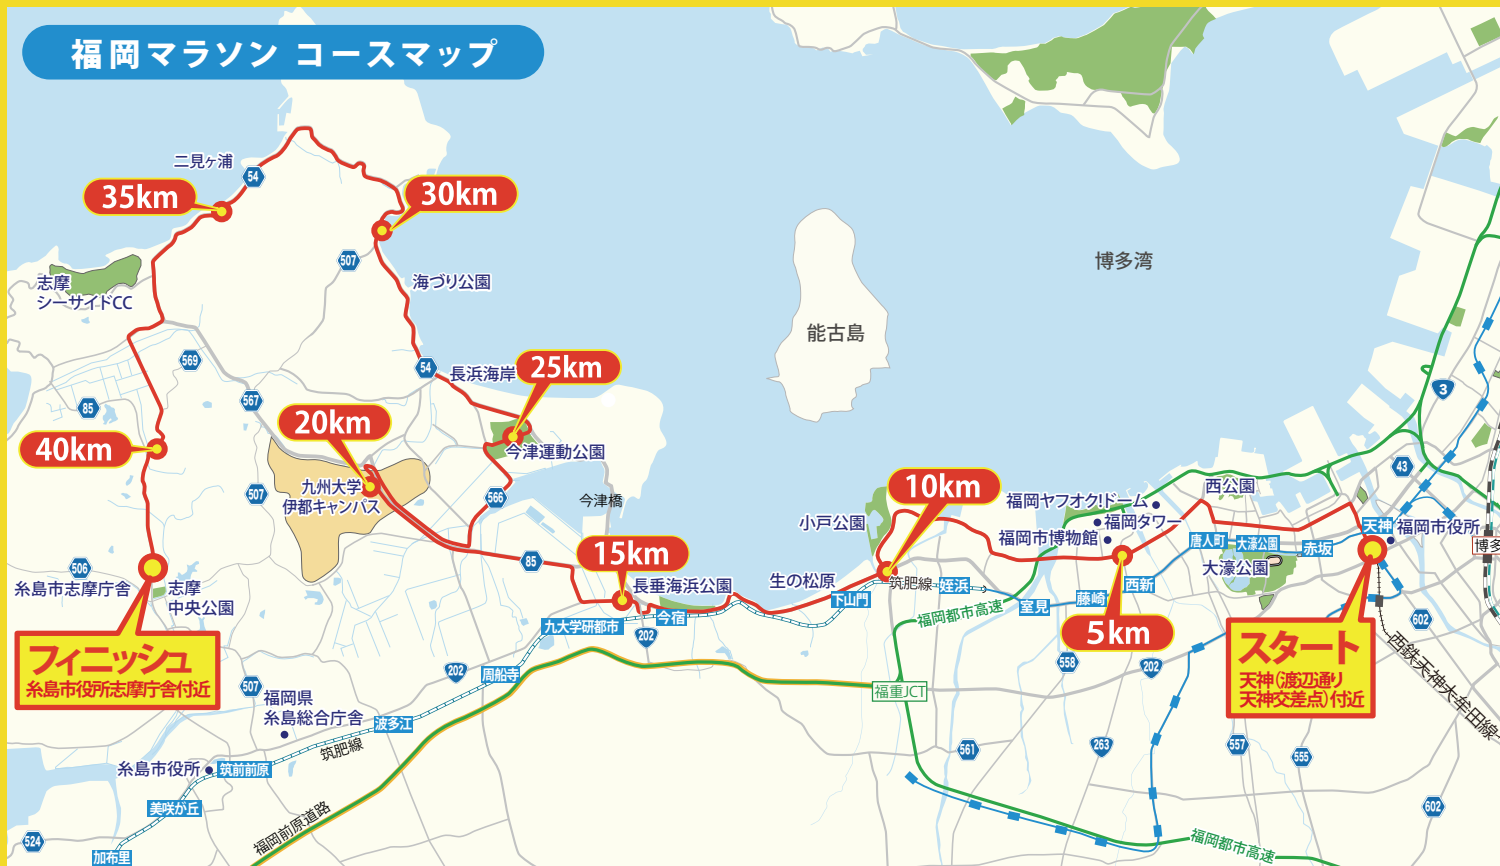 福岡マラソン コースマップ
二見ヶ浦
54
35km
30km
507
海づり公園
志摩
シーサイドCC
博多湾
能古島
569
54
長浜海岸
25km
85
567
20km
40km
今津運動公園
九州大学
伊都キャンパス
507
566
今津橋
3
43
10km
西公園
小戸公園
福岡ヤフオク!ドーム
福岡タワー
福岡市博物館
天神
福岡市役所
博多
唐人町
大濠公園
赤坂
大濠公園
506
糸島市志摩庁舎
志摩
中央公園
85
15km
長垂海浜公園
生の松原
筑肥線
姪浜
下山門
室見
藤崎
西新
福岡都市高速
5km
602
九大学研都市
今宿
202
フィニッシュ
糸島市役所志摩庁舎付近
スタート
天神(渡辺通り
天神交差点)付近
西鉄天神大牟田線
558
202
202
周船寺
507
福岡県
糸島総合庁舎
波多江
筑肥線
福重JCT
糸島市役所
筑前前原
美咲が丘
福岡前原道路
561
263
557
555
602
524
加布里
福岡都市高速